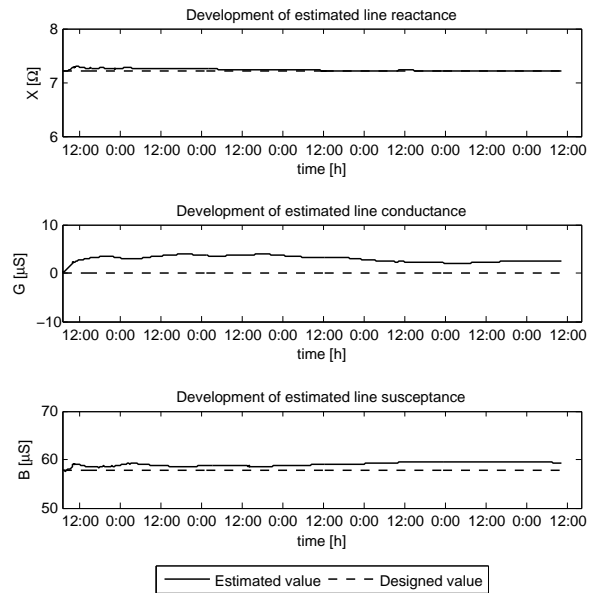 Development of estimated line reactance
8
7
6
X [Ω]
12:00 0:00 12:00 0:00 12:00 0:00 12:00 0:00 12:00 0:00 12:00 0:00 12:00
time [h]
Development of estimated line conductance
10
0
−10
G [µS]
12:00 0:00 12:00 0:00 12:00 0:00 12:00 0:00 12:00 0:00 12:00 0:00 12:00
time [h]
Development of estimated line susceptance
70
60
50
B [µS]
12:00 0:00 12:00 0:00 12:00 0:00 12:00 0:00 12:00 0:00 12:00 0:00 12:00
time [h]
Estimated value Designed value